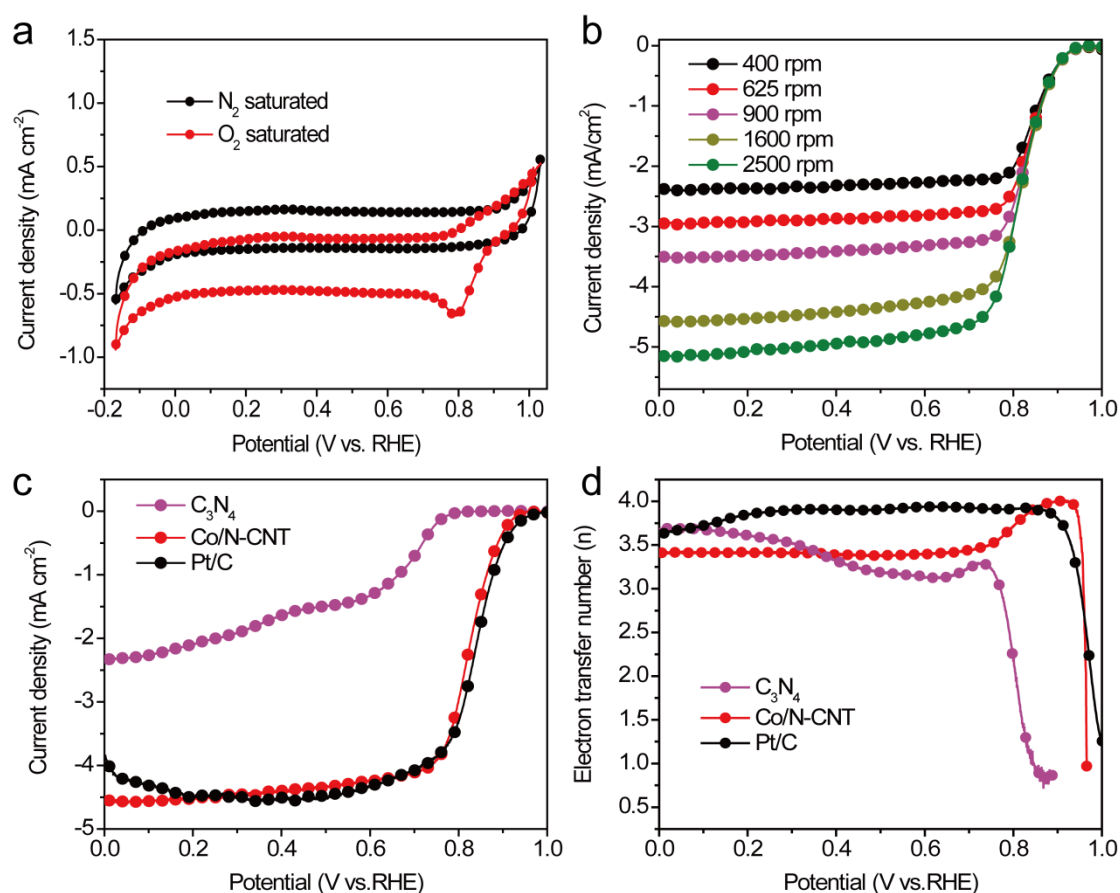 a
1.5
1.0
0.5
0.0
-0.5
-1.0
Current density (mA cm⁻²)
N₂ saturated
O₂ saturated
-0.2 0.0 0.2 0.4 0.6 0.8 1.0
Potential (V vs. RHE)
b
0
-1
-2
-3
-4
-5
Current density (mA/cm²)
400 rpm
625 rpm
900 rpm
1600 rpm
2500 rpm
0.0 0.2 0.4 0.6 0.8 1.0
Potential (V vs. RHE)
c
0
-1
-2
-3
-4
-5
Current density (mA cm⁻²)
C₃N₄
Co/N-CNT
Pt/C
0.0 0.2 0.4 0.6 0.8 1.0
Potential (V vs.RHE)
d
4.0
3.5
3.0
2.5
2.0
1.5
1.0
0.5
Electron transfer number (n)
C₃N₄
Co/N-CNT
Pt/C
0.0 0.2 0.4 0.6 0.8 1.0
Potential (V vs.RHE)